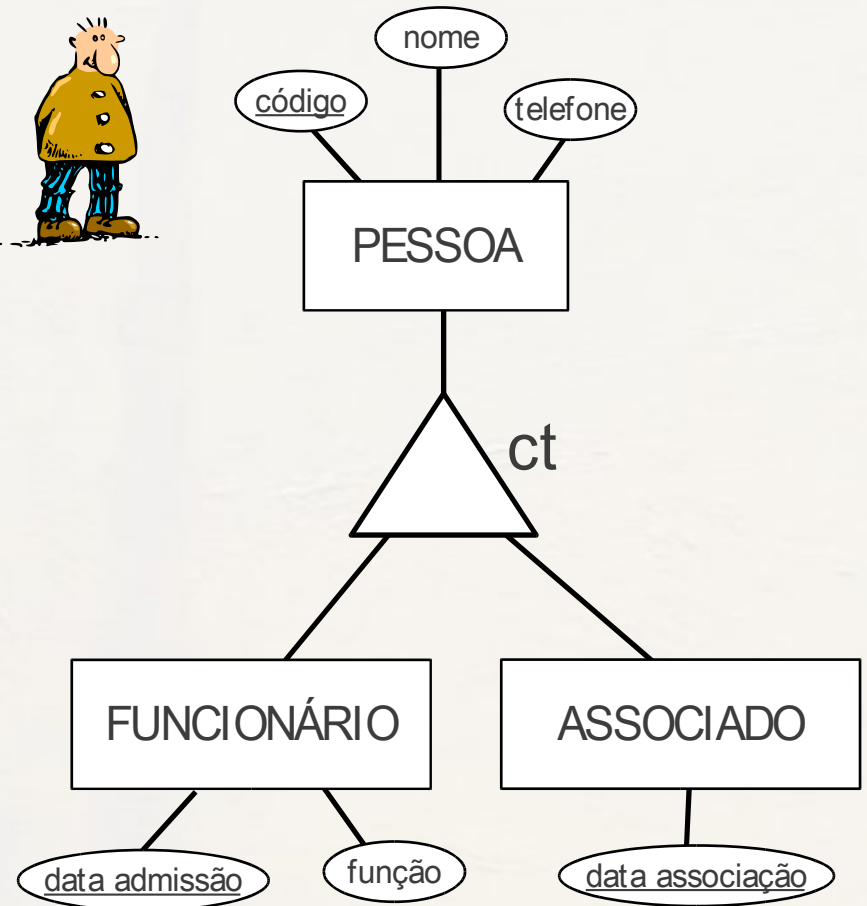 nome
código
telefone
PESSOA
ct
FUNCIONÁRIO
ASSOCIADO
data admissão
função
data associação